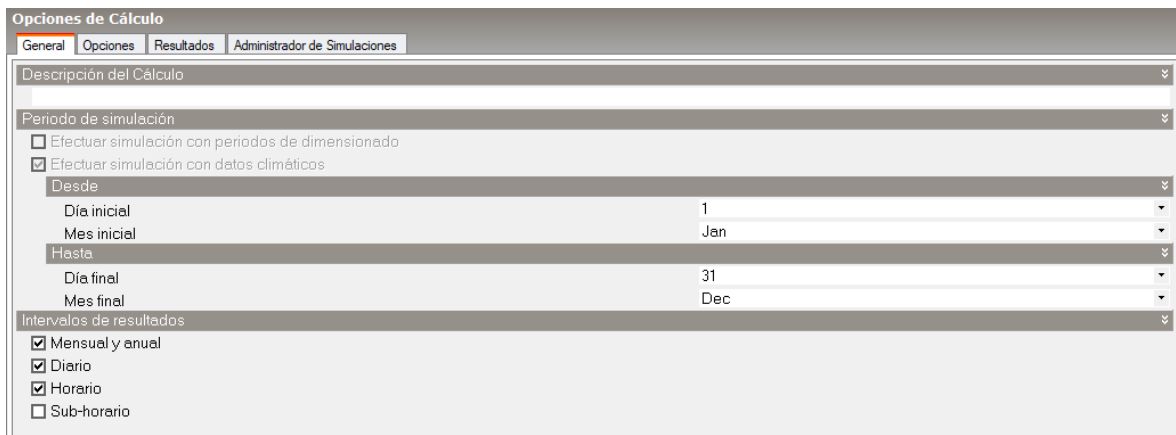 Opciones de Cálculo
General Opciones Resultados Administrador de Simulaciones
Descripción del Cálculo
Periodo de simulación
Efectuar simulación con periodos de dimensionado
Efectuar simulación con datos climáticos
Desde
Día inicial 1
Mes inicial Jan
Hasta
Día final 31
Mes final Dec
Intervalos de resultados
Mensual y anual
Diario
Horario
Sub-horario